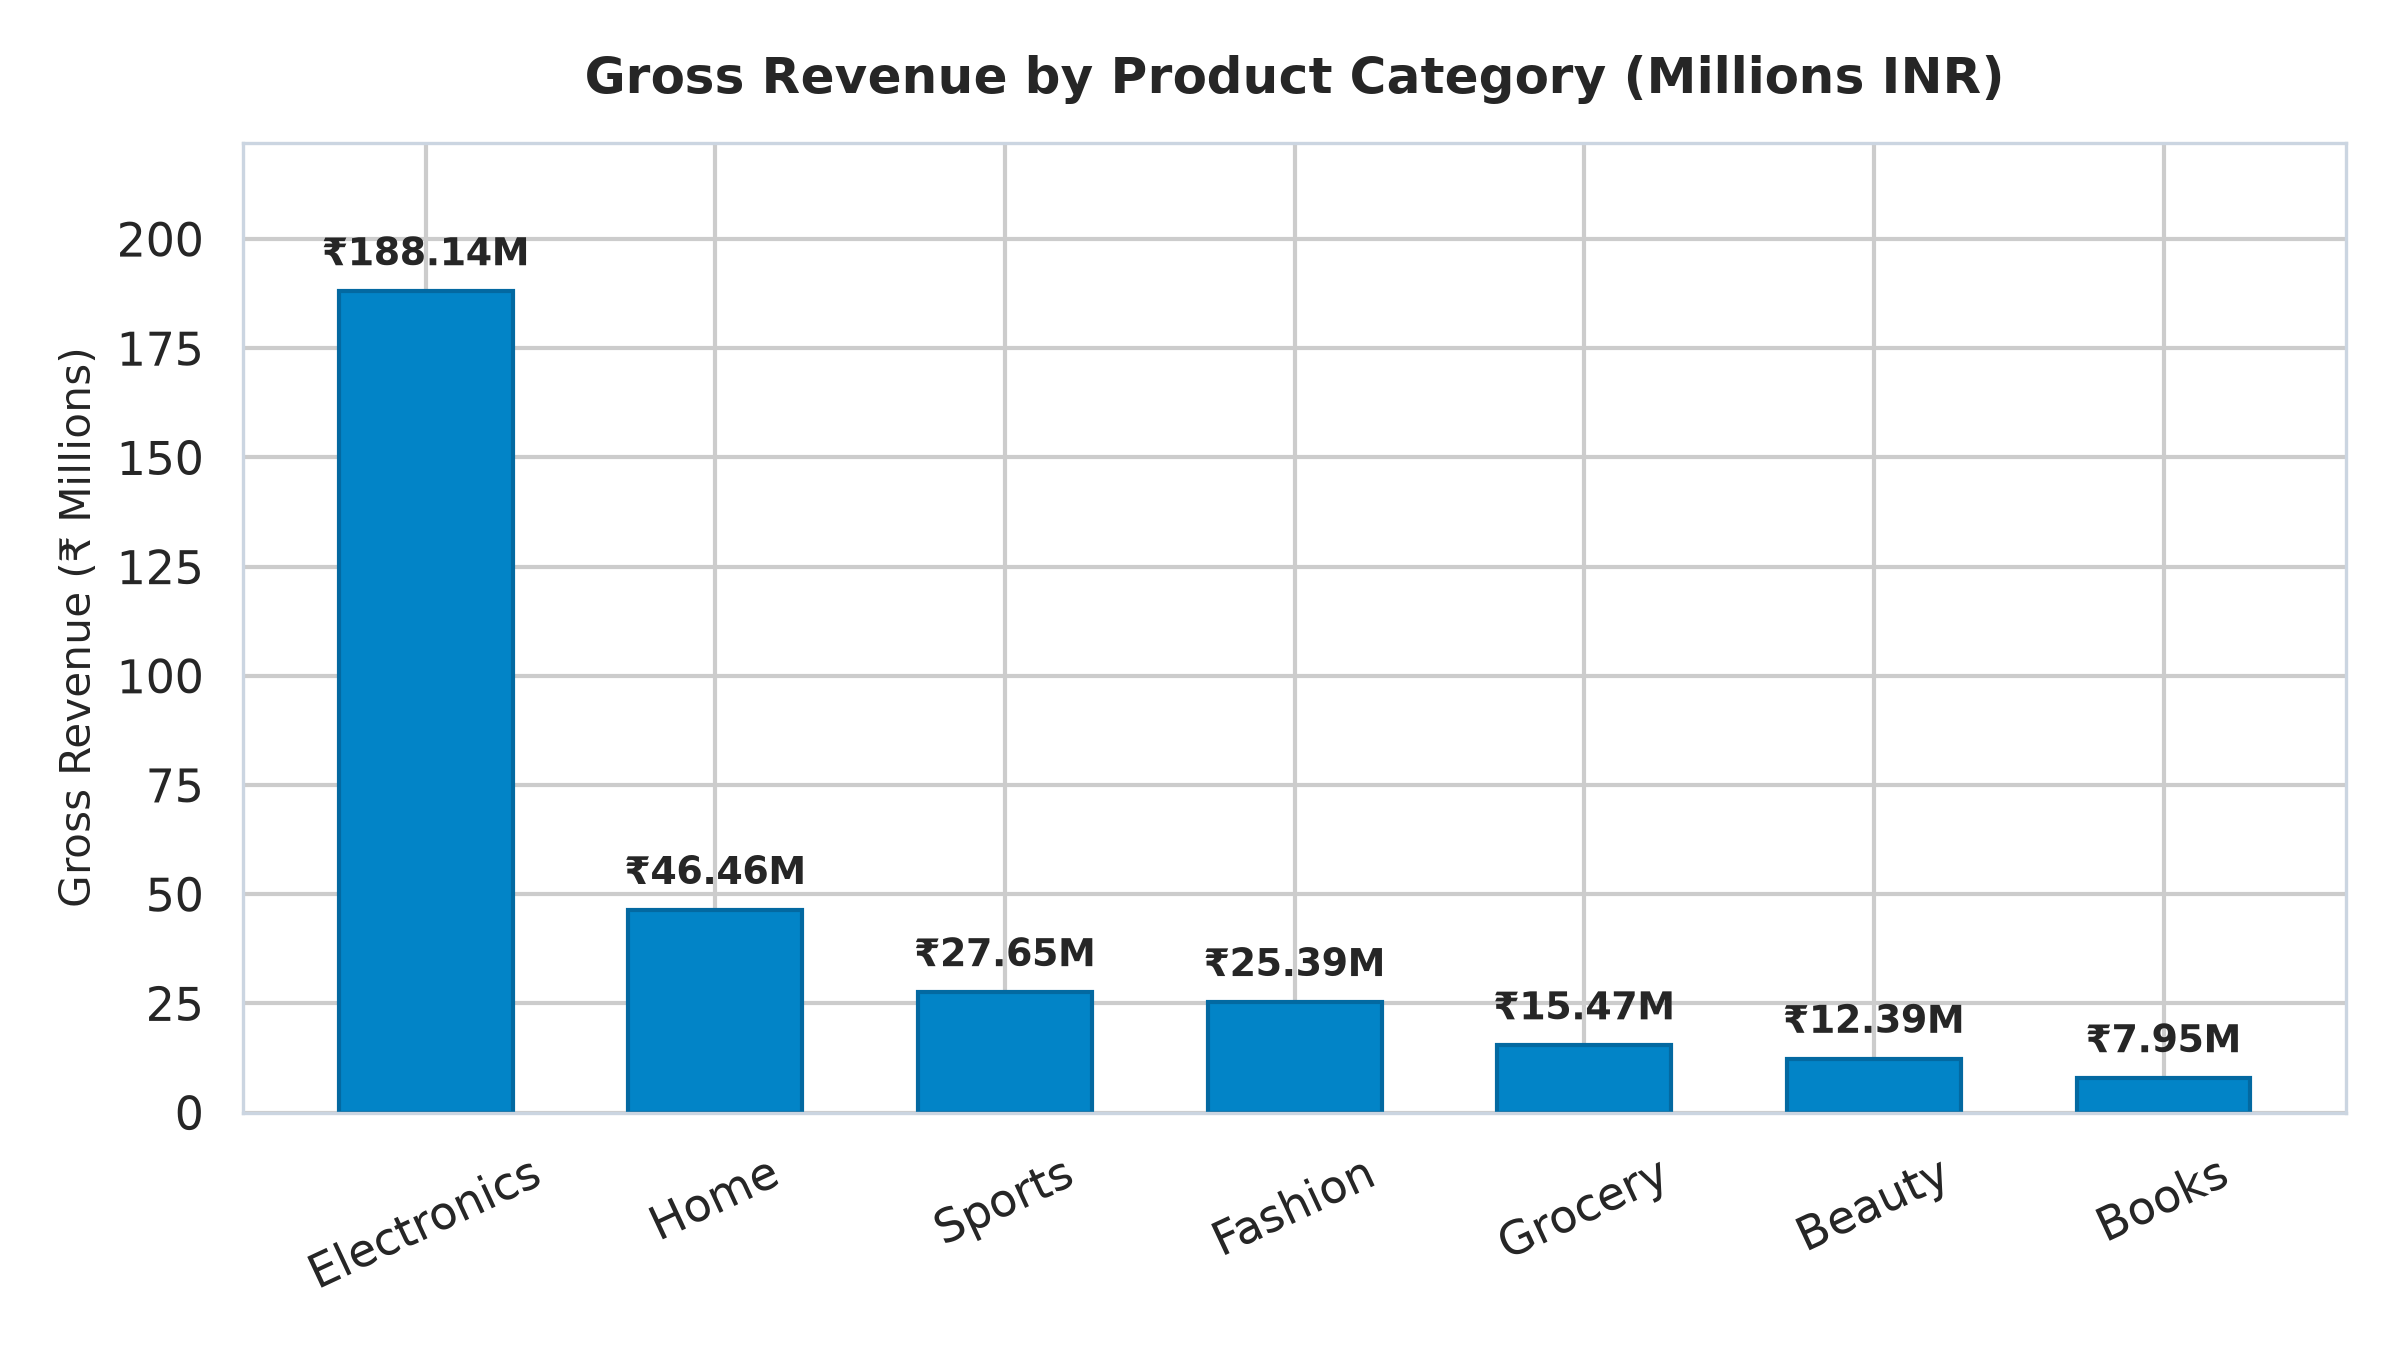 Gross Revenue by Product Category (Millions INR)
Gross Revenue (₹ Millions)
200
175
150
125
100
75
50
25
0
₹188.14M
₹46.46M
₹27.65M
₹25.39M
₹15.47M
₹12.39M
₹7.95M
Electronics
Home
Sports
Fashion
Grocery
Beauty
Books